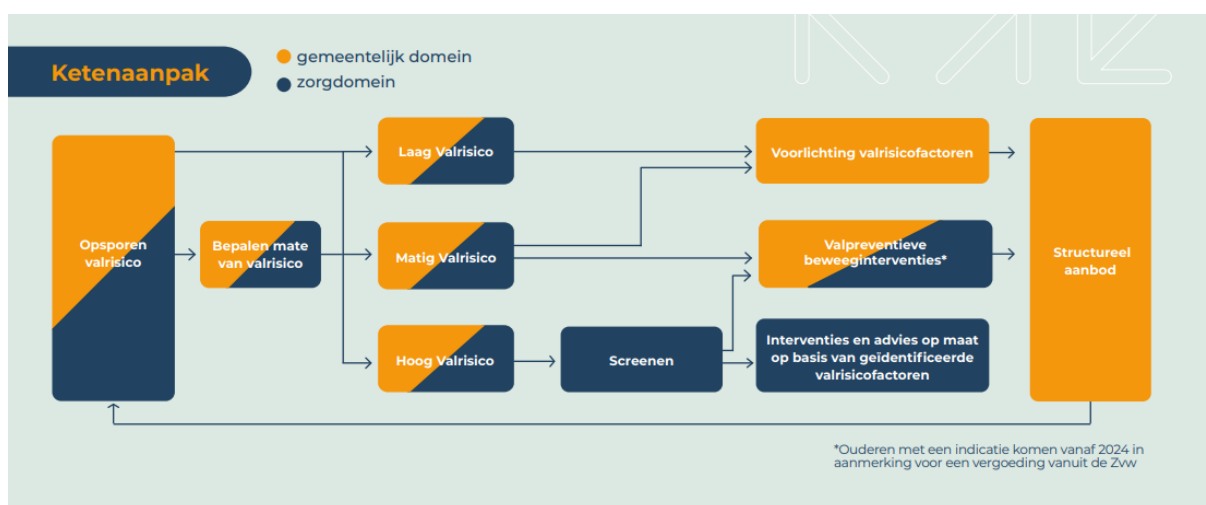 Ketenaanpak
gemeentelijk domein
zorgdomein
Opsporen
valrisico
Bepalen mate
van valrisico
Laag Valrisico
Matig Valrisico
Hoog Valrisico
Screenen
Voorlichting valrisicofactoren
Valpreventieve
beweeginterventies*
Interventies en advies op maat
op basis van geïdentificeerde
valrisicofactoren
Structureel
aanbod
*Ouderen met een indicatie komen vanaf 2024 in
aanmerking voor een vergoeding vanuit de Zvw